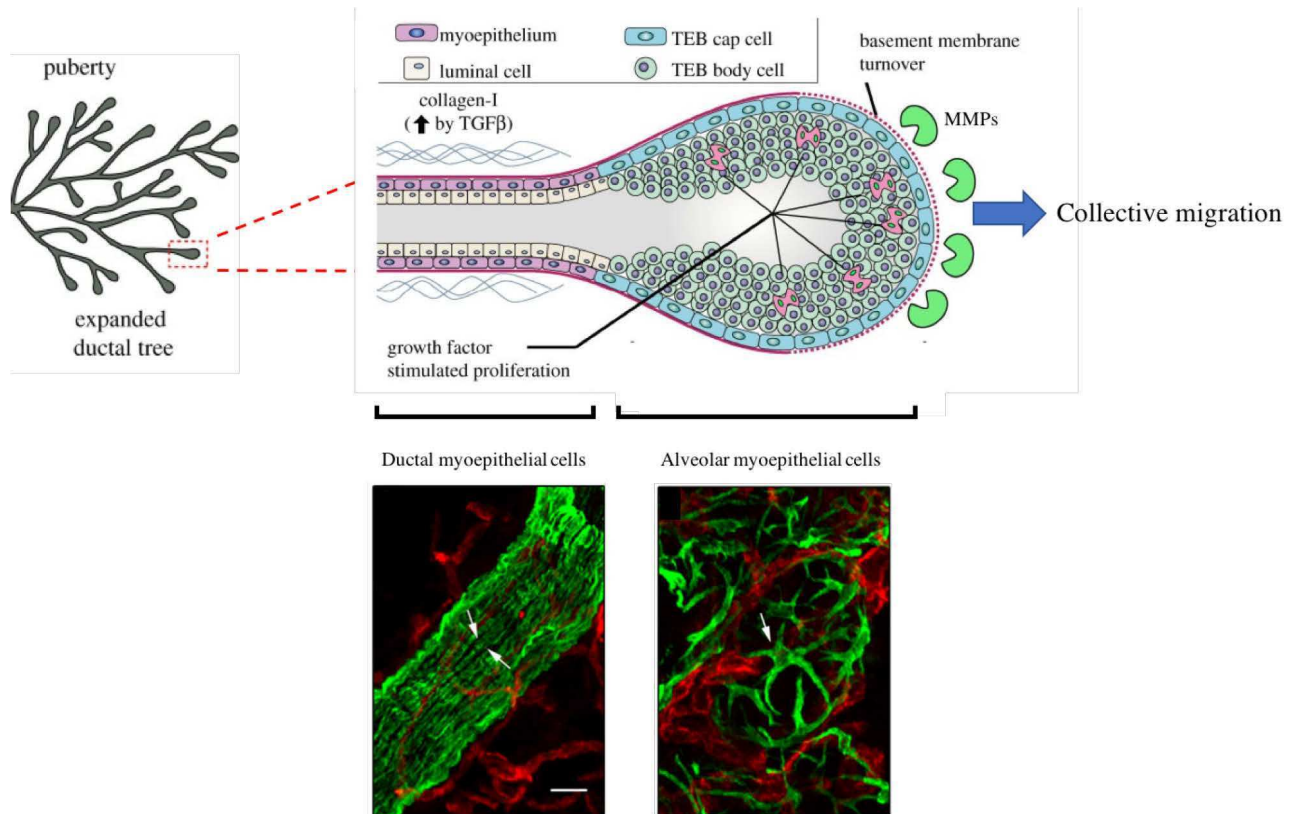 puberty
expanded
ductal tree
myoepithelium
luminal cell
TEB cap cell
TEB body cell
collagen-I
(⬆ by TGFβ)
basement membrane
turnover
MMPs
Collective migration
growth factor
stimulated proliferation
Ductal myoepithelial cells
Alveolar myoepithelial cells